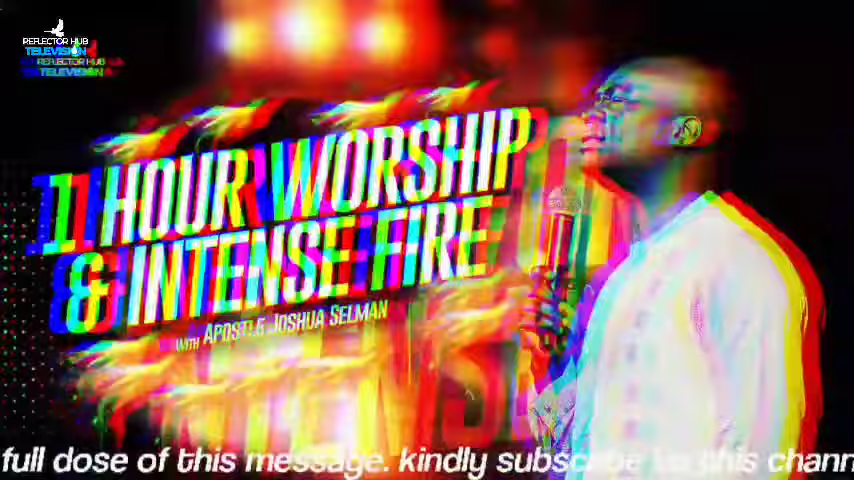 REFLECTOR HUB
TELEVISION
REFLECTOR HUB
TELEVISION
1 HOUR WORSHIP
& INTENSE FIRE
WITH APOSTLE JOSHUA SELMAN
full dose of this message. kindly subscribe to this chann